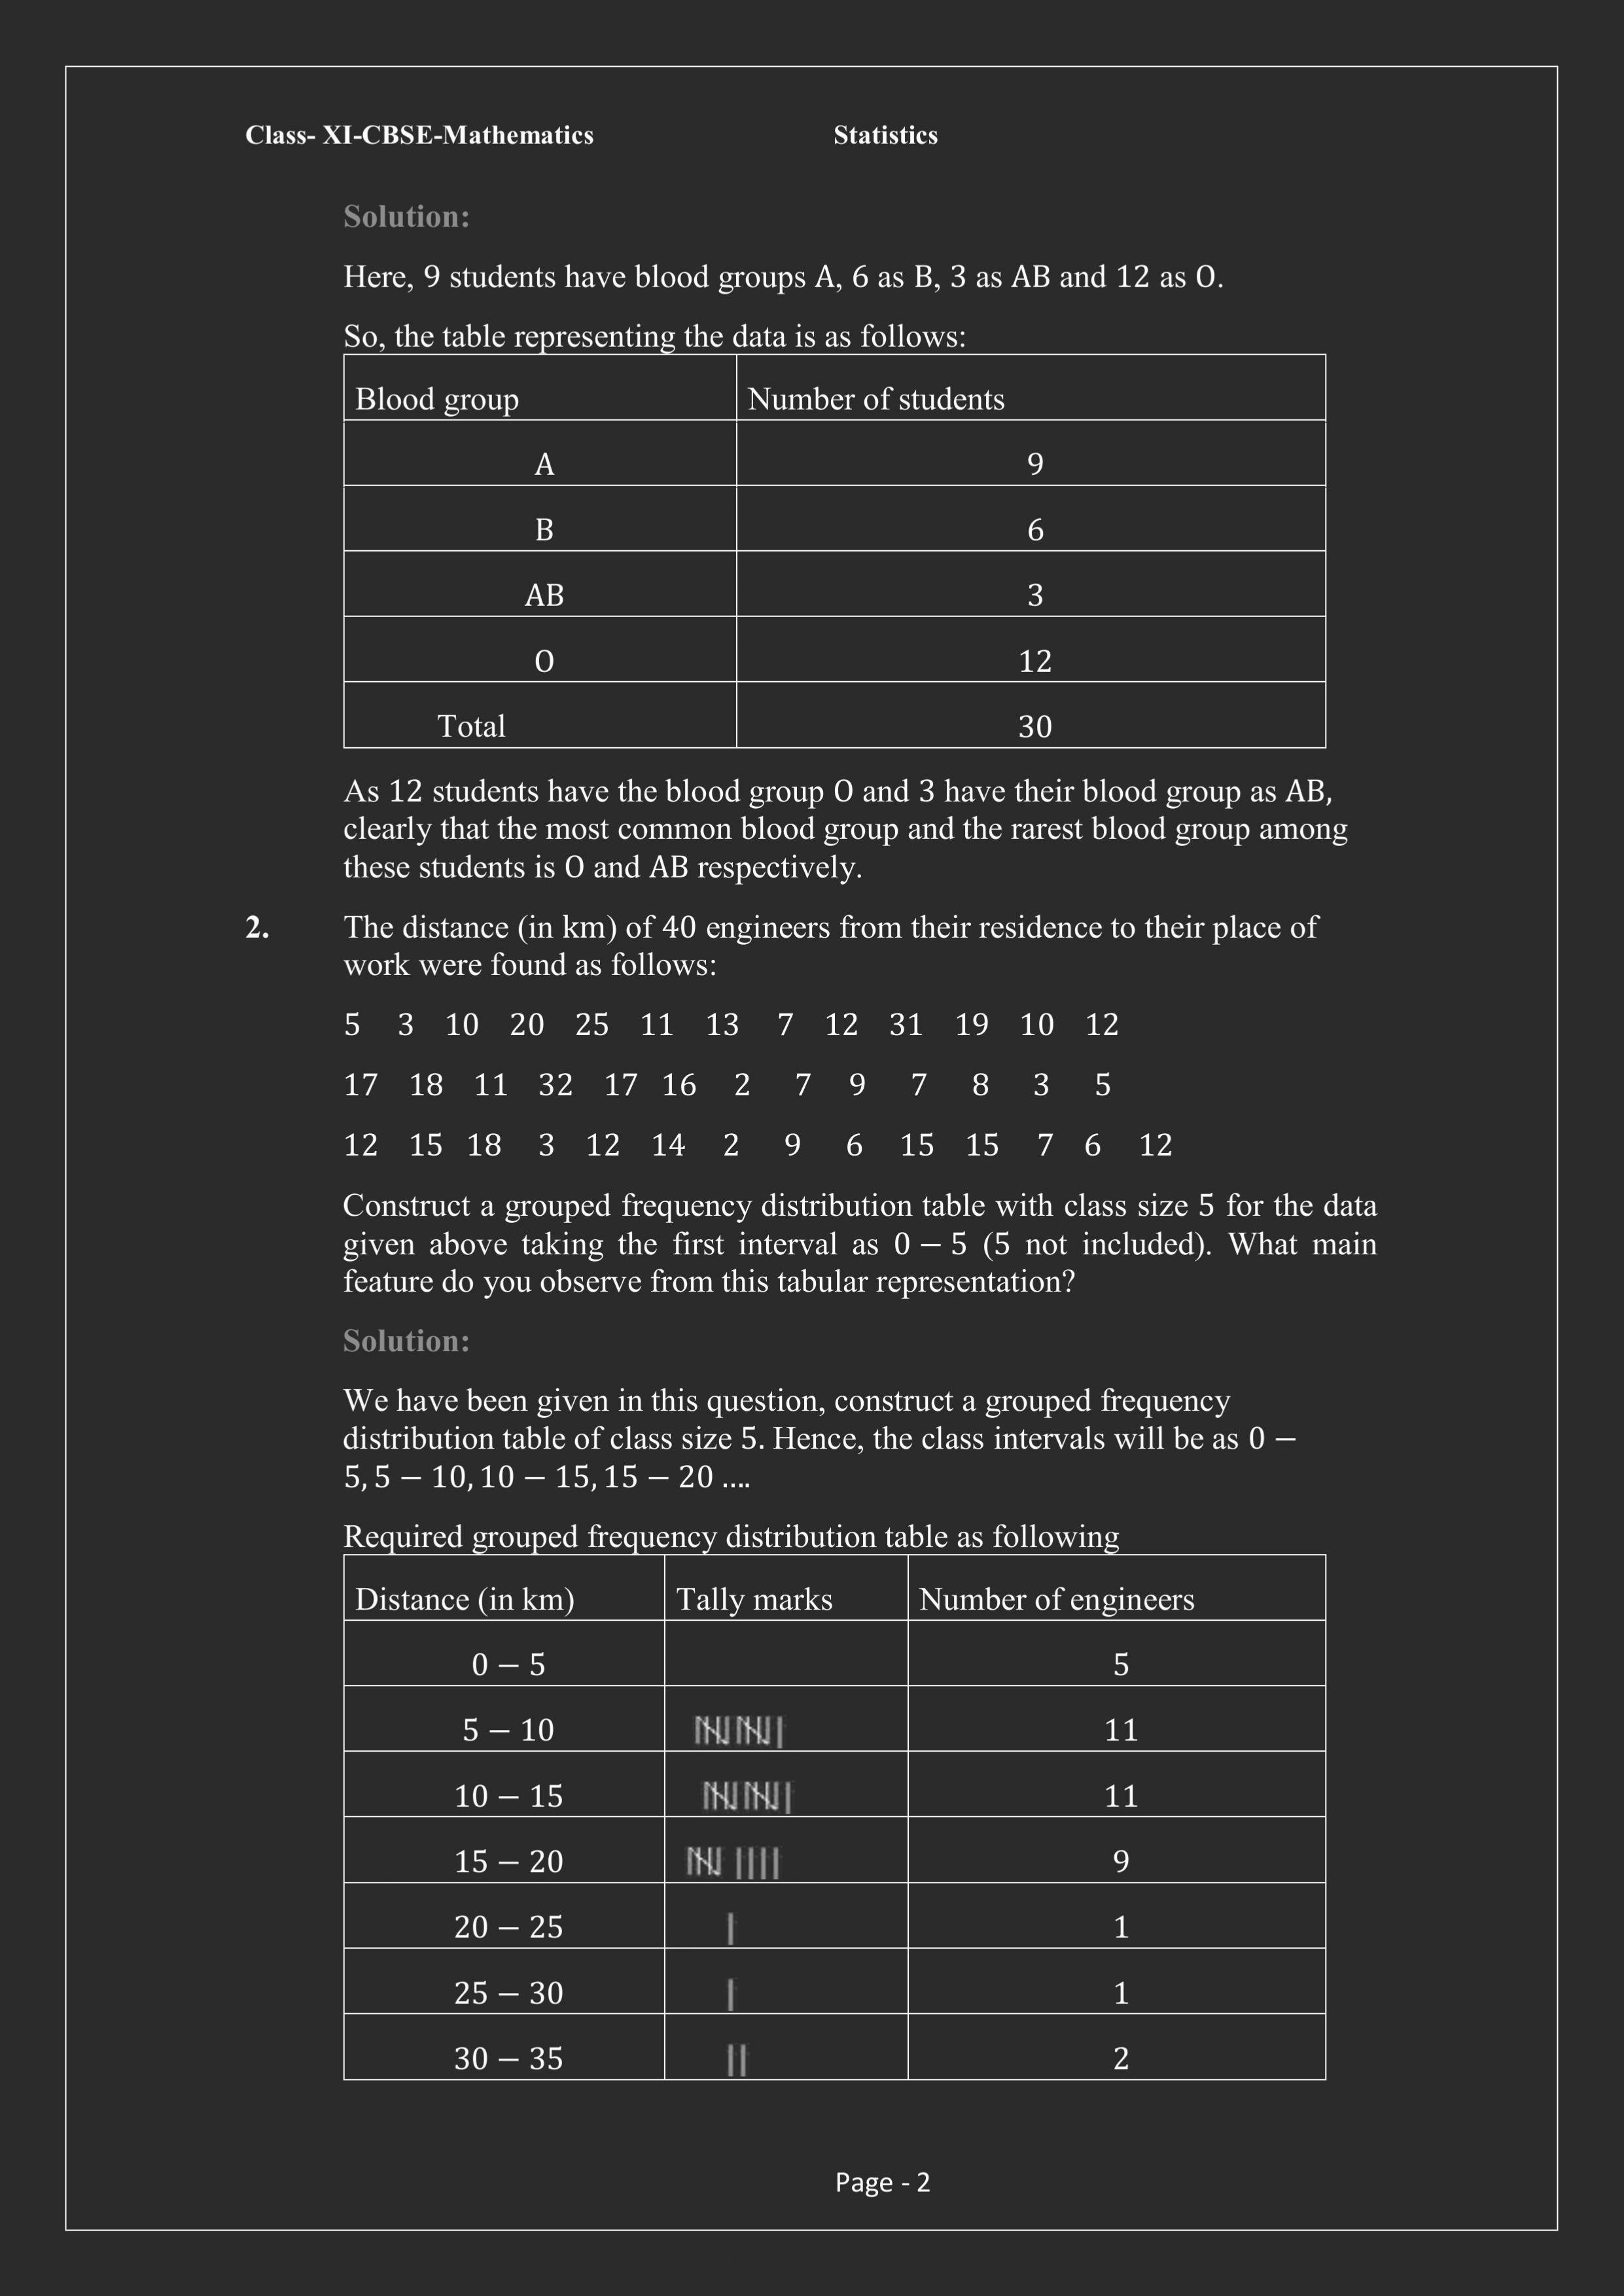 Class- XI-CBSE-Mathematics Statistics
Solution:
Here, 9 students have blood groups A, 6 as B, 3 as AB and 12 as O.
So, the table representing the data is as follows:
Blood group Number of students
A 9
B 6
AB 3
O 12
Total 30
As 12 students have the blood group O and 3 have their blood group as AB,
clearly that the most common blood group and the rarest blood group among
these students is O and AB respectively.
2. The distance (in km) of 40 engineers from their residence to their place of
work were found as follows:
5 3 10 20 25 11 13 7 12 31 19 10 12
17 18 11 32 17 16 2 7 9 7 8 3 5
12 15 18 3 12 14 2 9 6 15 15 7 6 12
Construct a grouped frequency distribution table with class size 5 for the data
given above taking the first interval as 0 − 5 (5 not included). What main
feature do you observe from this tabular representation?
Solution:
We have been given in this question, construct a grouped frequency
distribution table of class size 5. Hence, the class intervals will be as 0 −
5, 5 − 10, 10 − 15, 15 − 20 ....
Required grouped frequency distribution table as following
Distance (in km) Tally marks Number of engineers
0 − 5 5
5 − 10 11
10 − 15 11
15 − 20 9
20 − 25 1
25 − 30 1
30 − 35 2
Page - 2